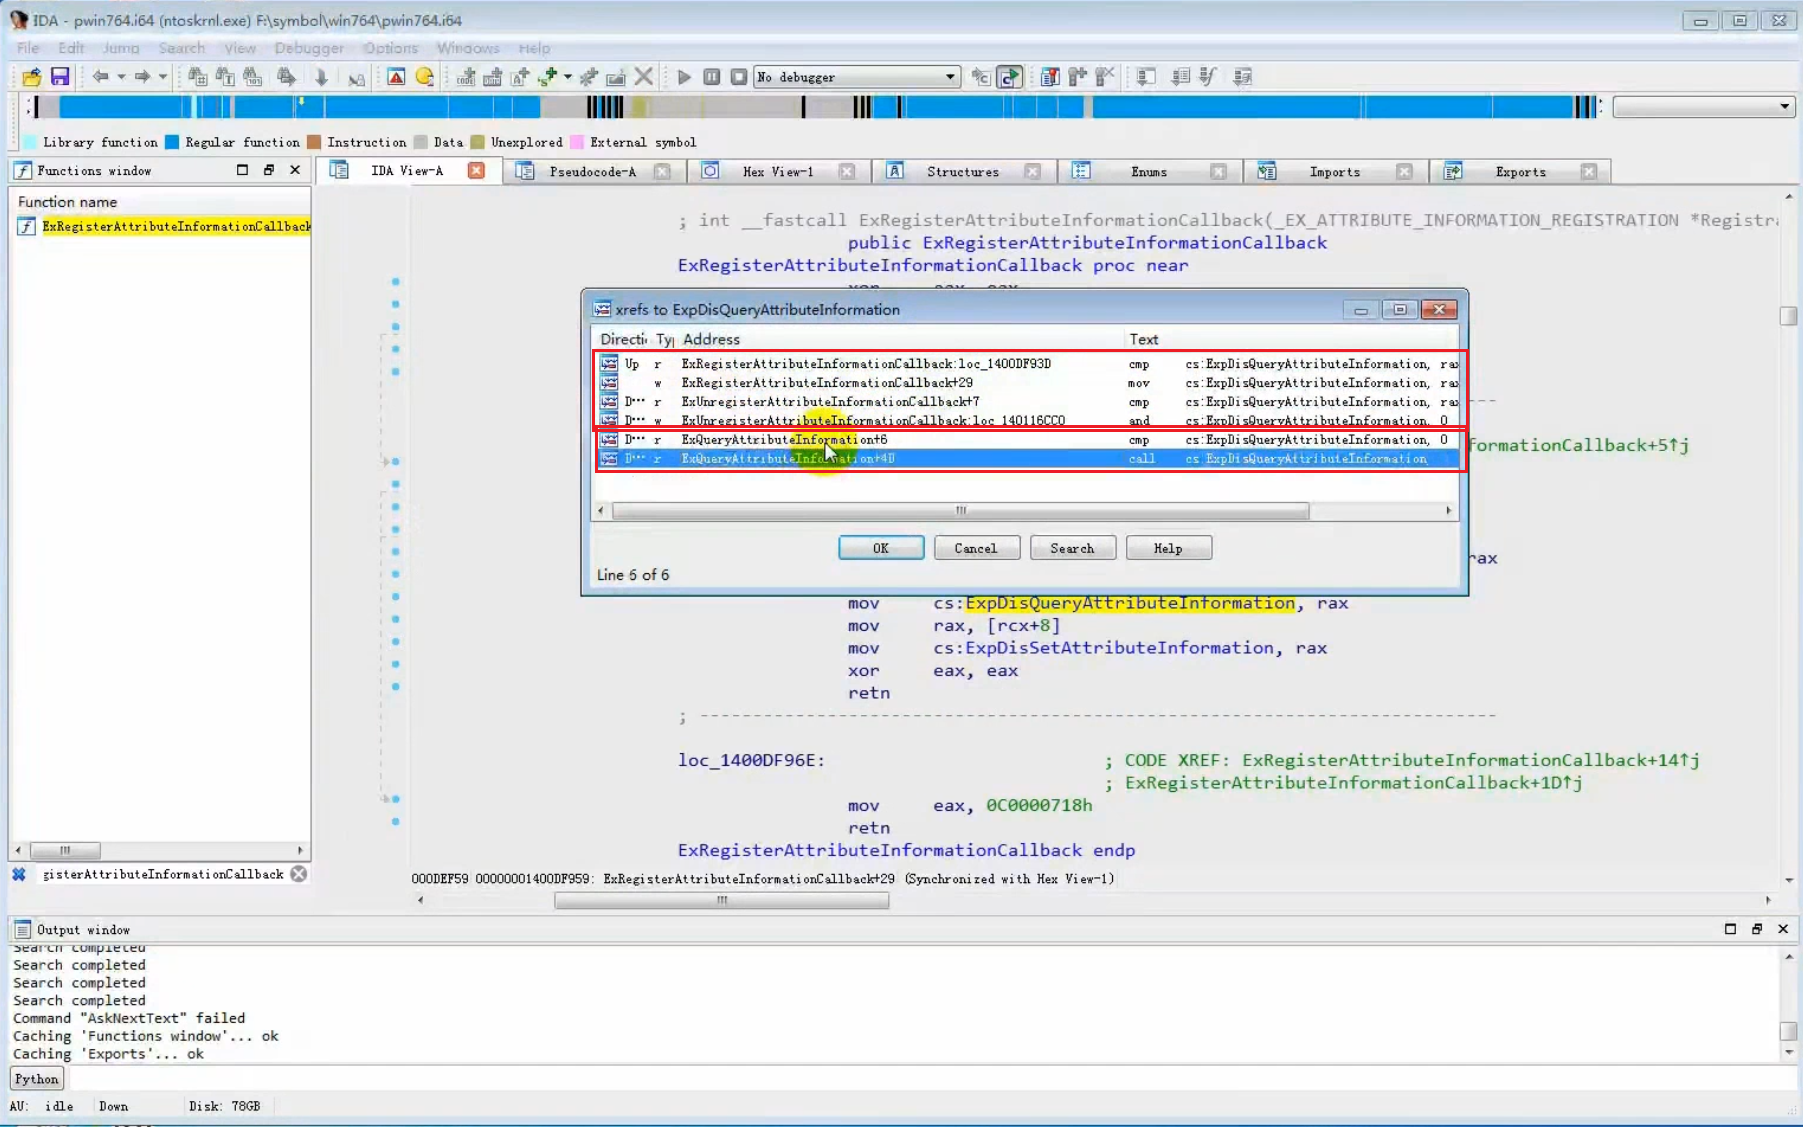 IDA - pwin764.i64 (ntoskrnl.exe) F:\symbol\win764\pwin764.i64
File Edit Jump Search View Debugger Options Windows Help
No debugger
Library function Regular function Instruction Data Unexplored External symbol
Functions window IDA View-A Pseudocode-A Hex View-1 Structures Enums Imports Exports
Function name
ExRegisterAttributeInformationCallback
; int __fastcall ExRegisterAttributeInformationCallback(_EX_ATTRIBUTE_INFORMATION_REGISTRATION *Registra
public ExRegisterAttributeInformationCallback
ExRegisterAttributeInformationCallback proc near
xrefs to ExpDisQueryAttributeInformation
Directi Ty Address Text
Up r ExRegisterAttributeInformationCallback:loc_1400DF93D cmp cs:ExpDisQueryAttributeInformation, rax
w ExRegisterAttributeInformationCallback+29 mov cs:ExpDisQueryAttributeInformation, rax
D··· r ExUnregisterAttributeInformationCallback+7 cmp cs:ExpDisQueryAttributeInformation, rax
D··· w ExUnregisterAttributeInformationCallback:loc_140116CC0 and cs:ExpDisQueryAttributeInformation, 0
D··· r ExQueryAttributeInformation+6 cmp cs:ExpDisQueryAttributeInformation, 0
D··· r ExQueryAttributeInformation+4D call cs:ExpDisQueryAttributeInformation
formationCallback+5↑j
OK Cancel Search Help
rax
Line 6 of 6
mov cs:ExpDisQueryAttributeInformation, rax
mov rax, [rcx+8]
mov cs:ExpDisSetAttributeInformation, rax
xor eax, eax
retn
; ---------------------------------------------------------------------------
loc_1400DF96E: ; CODE XREF: ExRegisterAttributeInformationCallback+14↑j
; ExRegisterAttributeInformationCallback+1D↑j
mov eax, 0C0000718h
retn
ExRegisterAttributeInformationCallback endp
gisterAttributeInformationCallback
000DEF59 00000001400DF959: ExRegisterAttributeInformationCallback+29 (Synchronized with Hex View-1)
Output window
Search completed
Search completed
Search completed
Search completed
Command "AskNextText" failed
Caching 'Functions window'... ok
Caching 'Exports'... ok
Python
AU: idle Down Disk: 78GB